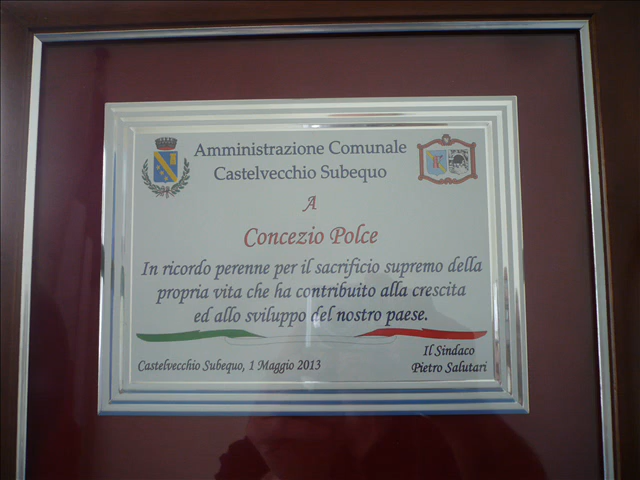 Amministrazione Comunale
Castelvecchio Subequo
A
Concezio Polce
In ricordo perenne per il sacrificio supremo della
propria vita che ha contribuito alla crescita
ed allo sviluppo del nostro paese.
Castelvecchio Subequo, 1 Maggio 2013
Il Sindaco
Pietro Salutari